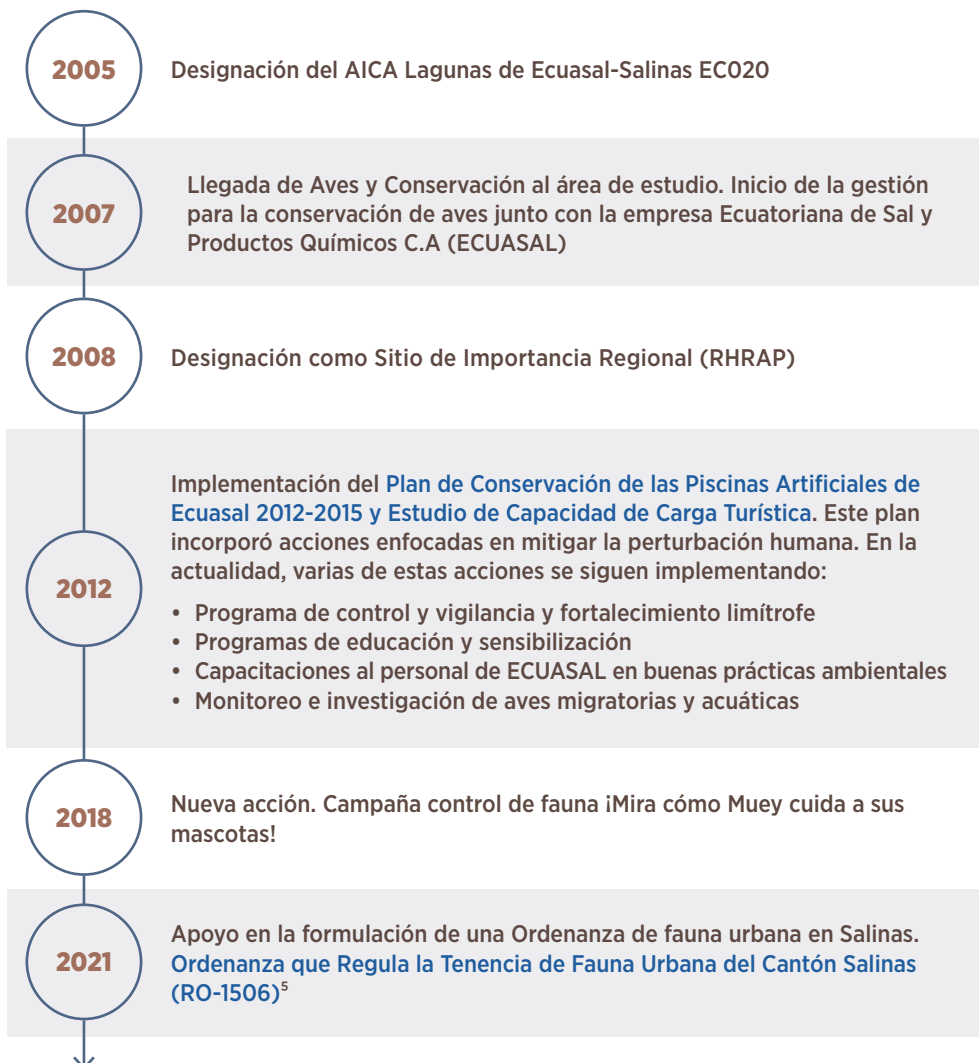 2005
Designación del AICA Lagunas de Ecuasal-Salinas EC020
2007
Llegada de Aves y Conservación al área de estudio. Inicio de la gestión
para la conservación de aves junto con la empresa Ecuatoriana de Sal y
Productos Químicos C.A (ECUASAL)
2008
Designación como Sitio de Importancia Regional (RHRAP)
2012
Implementación del Plan de Conservación de las Piscinas Artificiales de
Ecuasal 2012-2015 y Estudio de Capacidad de Carga Turística. Este plan
incorporó acciones enfocadas en mitigar la perturbación humana. En la
actualidad, varias de estas acciones se siguen implementando:
• Programa de control y vigilancia y fortalecimiento limítrofe
• Programas de educación y sensibilización
• Capacitaciones al personal de ECUASAL en buenas prácticas ambientales
• Monitoreo e investigación de aves migratorias y acuáticas
2018
Nueva acción. Campaña control de fauna ¡Mira cómo Muey cuida a sus
mascotas!
2021
Apoyo en la formulación de una Ordenanza de fauna urbana en Salinas.
Ordenanza que Regula la Tenencia de Fauna Urbana del Cantón Salinas
(RO-1506)⁵